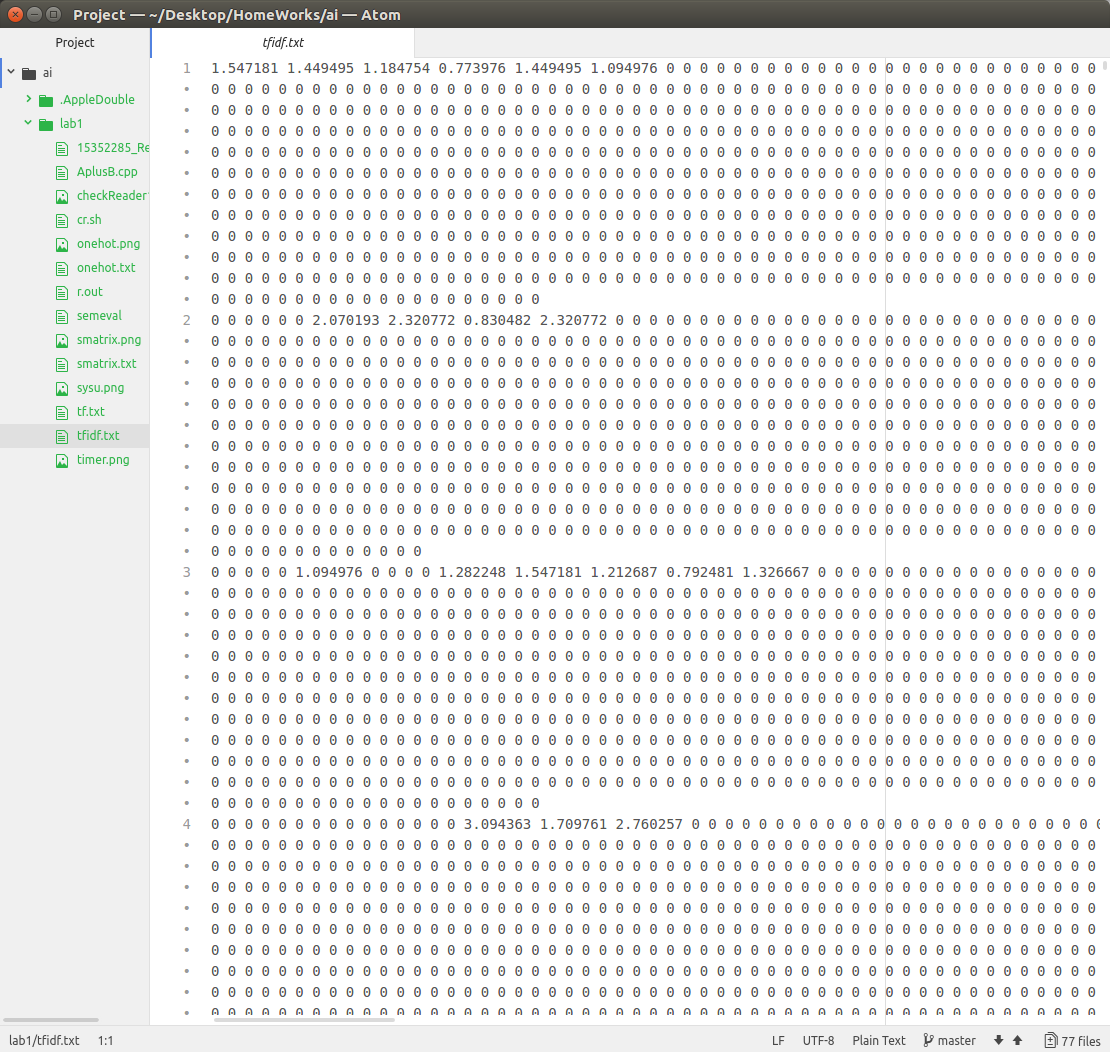 Project — ~/Desktop/HomeWorks/ai — Atom
Project
ai
.AppleDouble
lab1
15352285_Re
AplusB.cpp
checkReader
cr.sh
onehot.png
onehot.txt
r.out
semeval
smatrix.png
smatrix.txt
sysu.png
tf.txt
tfidf.txt
timer.png
tfidf.txt
1 1.547181 1.449495 1.184754 0.773976 1.449495 1.094976 0 0 0 0 0 0 0 0 0 0 0 0 0 0 0 0 0 0 0 0 0 0 0 0 0 0
• 0 0 0 0 0 0 0 0 0 0 0 0 0 0 0 0 0 0 0 0 0 0 0 0 0 0 0 0 0 0 0 0 0 0 0 0 0 0 0 0 0 0 0 0 0 0 0 0 0 0 0 0 0
• 0 0 0 0 0 0 0 0 0 0 0 0 0 0 0 0 0 0 0 0 0 0 0 0 0 0 0 0 0 0 0 0 0 0 0 0 0 0 0 0 0 0 0 0 0 0 0 0 0 0 0 0 0
• 0 0 0 0 0 0 0 0 0 0 0 0 0 0 0 0 0 0 0 0 0 0 0 0 0 0 0 0 0 0 0 0 0 0 0 0 0 0 0 0 0 0 0 0 0 0 0 0 0 0 0 0 0
• 0 0 0 0 0 0 0 0 0 0 0 0 0 0 0 0 0 0 0 0 0 0 0 0 0 0 0 0 0 0 0 0 0 0 0 0 0 0 0 0 0 0 0 0 0 0 0 0 0 0 0 0 0
• 0 0 0 0 0 0 0 0 0 0 0 0 0 0 0 0 0 0 0 0 0 0 0 0 0 0 0 0 0 0 0 0 0 0 0 0 0 0 0 0 0 0 0 0 0 0 0 0 0 0 0 0 0
• 0 0 0 0 0 0 0 0 0 0 0 0 0 0 0 0 0 0 0 0 0 0 0 0 0 0 0 0 0 0 0 0 0 0 0 0 0 0 0 0 0 0 0 0 0 0 0 0 0 0 0 0 0
• 0 0 0 0 0 0 0 0 0 0 0 0 0 0 0 0 0 0 0 0 0 0 0 0 0 0 0 0 0 0 0 0 0 0 0 0 0 0 0 0 0 0 0 0 0 0 0 0 0 0 0 0 0
• 0 0 0 0 0 0 0 0 0 0 0 0 0 0 0 0 0 0 0 0 0 0 0 0 0 0 0 0 0 0 0 0 0 0 0 0 0 0 0 0 0 0 0 0 0 0 0 0 0 0 0 0 0
• 0 0 0 0 0 0 0 0 0 0 0 0 0 0 0 0 0 0 0 0 0 0 0 0 0 0 0 0 0 0 0 0 0 0 0 0 0 0 0 0 0 0 0 0 0 0 0 0 0 0 0 0 0
• 0 0 0 0 0 0 0 0 0 0 0 0 0 0 0 0 0 0 0 0 0 0 0 0 0 0 0 0 0 0 0 0 0 0 0 0 0 0 0 0 0 0 0 0 0 0 0 0 0 0 0 0 0
• 0 0 0 0 0 0 0 0 0 0 0 0 0 0 0 0 0 0 0 0
2 0 0 0 0 0 0 2.070193 2.320772 0.830482 2.320772 0 0 0 0 0 0 0 0 0 0 0 0 0 0 0 0 0 0 0 0 0 0 0 0 0 0 0 0 0
• 0 0 0 0 0 0 0 0 0 0 0 0 0 0 0 0 0 0 0 0 0 0 0 0 0 0 0 0 0 0 0 0 0 0 0 0 0 0 0 0 0 0 0 0 0 0 0 0 0 0 0 0 0
• 0 0 0 0 0 0 0 0 0 0 0 0 0 0 0 0 0 0 0 0 0 0 0 0 0 0 0 0 0 0 0 0 0 0 0 0 0 0 0 0 0 0 0 0 0 0 0 0 0 0 0 0 0
• 0 0 0 0 0 0 0 0 0 0 0 0 0 0 0 0 0 0 0 0 0 0 0 0 0 0 0 0 0 0 0 0 0 0 0 0 0 0 0 0 0 0 0 0 0 0 0 0 0 0 0 0 0
• 0 0 0 0 0 0 0 0 0 0 0 0 0 0 0 0 0 0 0 0 0 0 0 0 0 0 0 0 0 0 0 0 0 0 0 0 0 0 0 0 0 0 0 0 0 0 0 0 0 0 0 0 0
• 0 0 0 0 0 0 0 0 0 0 0 0 0 0 0 0 0 0 0 0 0 0 0 0 0 0 0 0 0 0 0 0 0 0 0 0 0 0 0 0 0 0 0 0 0 0 0 0 0 0 0 0 0
• 0 0 0 0 0 0 0 0 0 0 0 0 0 0 0 0 0 0 0 0 0 0 0 0 0 0 0 0 0 0 0 0 0 0 0 0 0 0 0 0 0 0 0 0 0 0 0 0 0 0 0 0 0
• 0 0 0 0 0 0 0 0 0 0 0 0 0 0 0 0 0 0 0 0 0 0 0 0 0 0 0 0 0 0 0 0 0 0 0 0 0 0 0 0 0 0 0 0 0 0 0 0 0 0 0 0 0
• 0 0 0 0 0 0 0 0 0 0 0 0 0 0 0 0 0 0 0 0 0 0 0 0 0 0 0 0 0 0 0 0 0 0 0 0 0 0 0 0 0 0 0 0 0 0 0 0 0 0 0 0 0
• 0 0 0 0 0 0 0 0 0 0 0 0 0 0 0 0 0 0 0 0 0 0 0 0 0 0 0 0 0 0 0 0 0 0 0 0 0 0 0 0 0 0 0 0 0 0 0 0 0 0 0 0 0
• 0 0 0 0 0 0 0 0 0 0 0 0 0 0 0 0 0 0 0 0 0 0 0 0 0 0 0 0 0 0 0 0 0 0 0 0 0 0 0 0 0 0 0 0 0 0 0 0 0 0 0 0 0
• 0 0 0 0 0 0 0 0 0 0 0 0 0
3 0 0 0 0 0 1.094976 0 0 0 0 1.282248 1.547181 1.212687 0.792481 1.326667 0 0 0 0 0 0 0 0 0 0 0 0 0 0 0 0 0
• 0 0 0 0 0 0 0 0 0 0 0 0 0 0 0 0 0 0 0 0 0 0 0 0 0 0 0 0 0 0 0 0 0 0 0 0 0 0 0 0 0 0 0 0 0 0 0 0 0 0 0 0 0
• 0 0 0 0 0 0 0 0 0 0 0 0 0 0 0 0 0 0 0 0 0 0 0 0 0 0 0 0 0 0 0 0 0 0 0 0 0 0 0 0 0 0 0 0 0 0 0 0 0 0 0 0 0
• 0 0 0 0 0 0 0 0 0 0 0 0 0 0 0 0 0 0 0 0 0 0 0 0 0 0 0 0 0 0 0 0 0 0 0 0 0 0 0 0 0 0 0 0 0 0 0 0 0 0 0 0 0
• 0 0 0 0 0 0 0 0 0 0 0 0 0 0 0 0 0 0 0 0 0 0 0 0 0 0 0 0 0 0 0 0 0 0 0 0 0 0 0 0 0 0 0 0 0 0 0 0 0 0 0 0 0
• 0 0 0 0 0 0 0 0 0 0 0 0 0 0 0 0 0 0 0 0 0 0 0 0 0 0 0 0 0 0 0 0 0 0 0 0 0 0 0 0 0 0 0 0 0 0 0 0 0 0 0 0 0
• 0 0 0 0 0 0 0 0 0 0 0 0 0 0 0 0 0 0 0 0 0 0 0 0 0 0 0 0 0 0 0 0 0 0 0 0 0 0 0 0 0 0 0 0 0 0 0 0 0 0 0 0 0
• 0 0 0 0 0 0 0 0 0 0 0 0 0 0 0 0 0 0 0 0 0 0 0 0 0 0 0 0 0 0 0 0 0 0 0 0 0 0 0 0 0 0 0 0 0 0 0 0 0 0 0 0 0
• 0 0 0 0 0 0 0 0 0 0 0 0 0 0 0 0 0 0 0 0 0 0 0 0 0 0 0 0 0 0 0 0 0 0 0 0 0 0 0 0 0 0 0 0 0 0 0 0 0 0 0 0 0
• 0 0 0 0 0 0 0 0 0 0 0 0 0 0 0 0 0 0 0 0 0 0 0 0 0 0 0 0 0 0 0 0 0 0 0 0 0 0 0 0 0 0 0 0 0 0 0 0 0 0 0 0 0
• 0 0 0 0 0 0 0 0 0 0 0 0 0 0 0 0 0 0 0 0 0 0 0 0 0 0 0 0 0 0 0 0 0 0 0 0 0 0 0 0 0 0 0 0 0 0 0 0 0 0 0 0 0
• 0 0 0 0 0 0 0 0 0 0 0 0 0 0 0 0 0 0 0 0
4 0 0 0 0 0 0 0 0 0 0 0 0 0 0 0 3.094363 1.709761 2.760257 0 0 0 0 0 0 0 0 0 0 0 0 0 0 0 0 0 0 0 0 0 0 0 0 0
• 0 0 0 0 0 0 0 0 0 0 0 0 0 0 0 0 0 0 0 0 0 0 0 0 0 0 0 0 0 0 0 0 0 0 0 0 0 0 0 0 0 0 0 0 0 0 0 0 0 0 0 0 0
• 0 0 0 0 0 0 0 0 0 0 0 0 0 0 0 0 0 0 0 0 0 0 0 0 0 0 0 0 0 0 0 0 0 0 0 0 0 0 0 0 0 0 0 0 0 0 0 0 0 0 0 0 0
• 0 0 0 0 0 0 0 0 0 0 0 0 0 0 0 0 0 0 0 0 0 0 0 0 0 0 0 0 0 0 0 0 0 0 0 0 0 0 0 0 0 0 0 0 0 0 0 0 0 0 0 0 0
• 0 0 0 0 0 0 0 0 0 0 0 0 0 0 0 0 0 0 0 0 0 0 0 0 0 0 0 0 0 0 0 0 0 0 0 0 0 0 0 0 0 0 0 0 0 0 0 0 0 0 0 0 0
• 0 0 0 0 0 0 0 0 0 0 0 0 0 0 0 0 0 0 0 0 0 0 0 0 0 0 0 0 0 0 0 0 0 0 0 0 0 0 0 0 0 0 0 0 0 0 0 0 0 0 0 0 0
• 0 0 0 0 0 0 0 0 0 0 0 0 0 0 0 0 0 0 0 0 0 0 0 0 0 0 0 0 0 0 0 0 0 0 0 0 0 0 0 0 0 0 0 0 0 0 0 0 0 0 0 0 0
• 0 0 0 0 0 0 0 0 0 0 0 0 0 0 0 0 0 0 0 0 0 0 0 0 0 0 0 0 0 0 0 0 0 0 0 0 0 0 0 0 0 0 0 0 0 0 0 0 0 0 0 0 0
• 0 0 0 0 0 0 0 0 0 0 0 0 0 0 0 0 0 0 0 0 0 0 0 0 0 0 0 0 0 0 0 0 0 0 0 0 0 0 0 0 0 0 0 0 0 0 0 0 0 0 0 0 0
• 0 0 0 0 0 0 0 0 0 0 0 0 0 0 0 0 0 0 0 0 0 0 0 0 0 0 0 0 0 0 0 0 0 0 0 0 0 0 0 0 0 0 0 0 0 0 0 0 0 0 0 0 0
lab1/tfidf.txt 1:1 LF UTF-8 Plain Text master 77 files